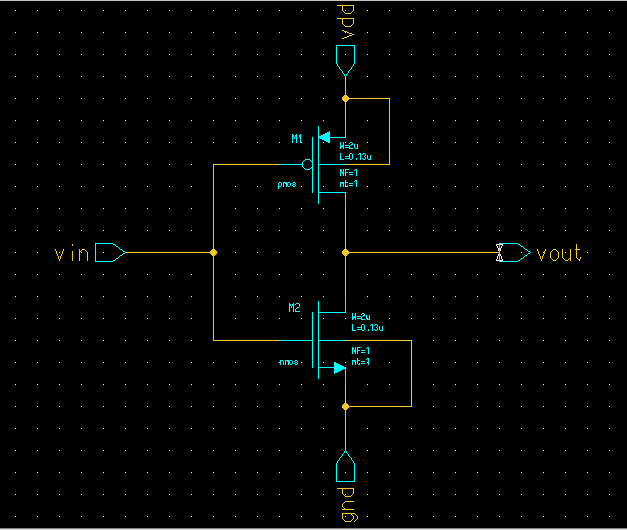 vdd
M1
W=2u
L=0.13u
NF=1
mt=1
pmos
vin
vout
M2
W=2u
L=0.13u
NF=1
mt=1
nmos
gnd